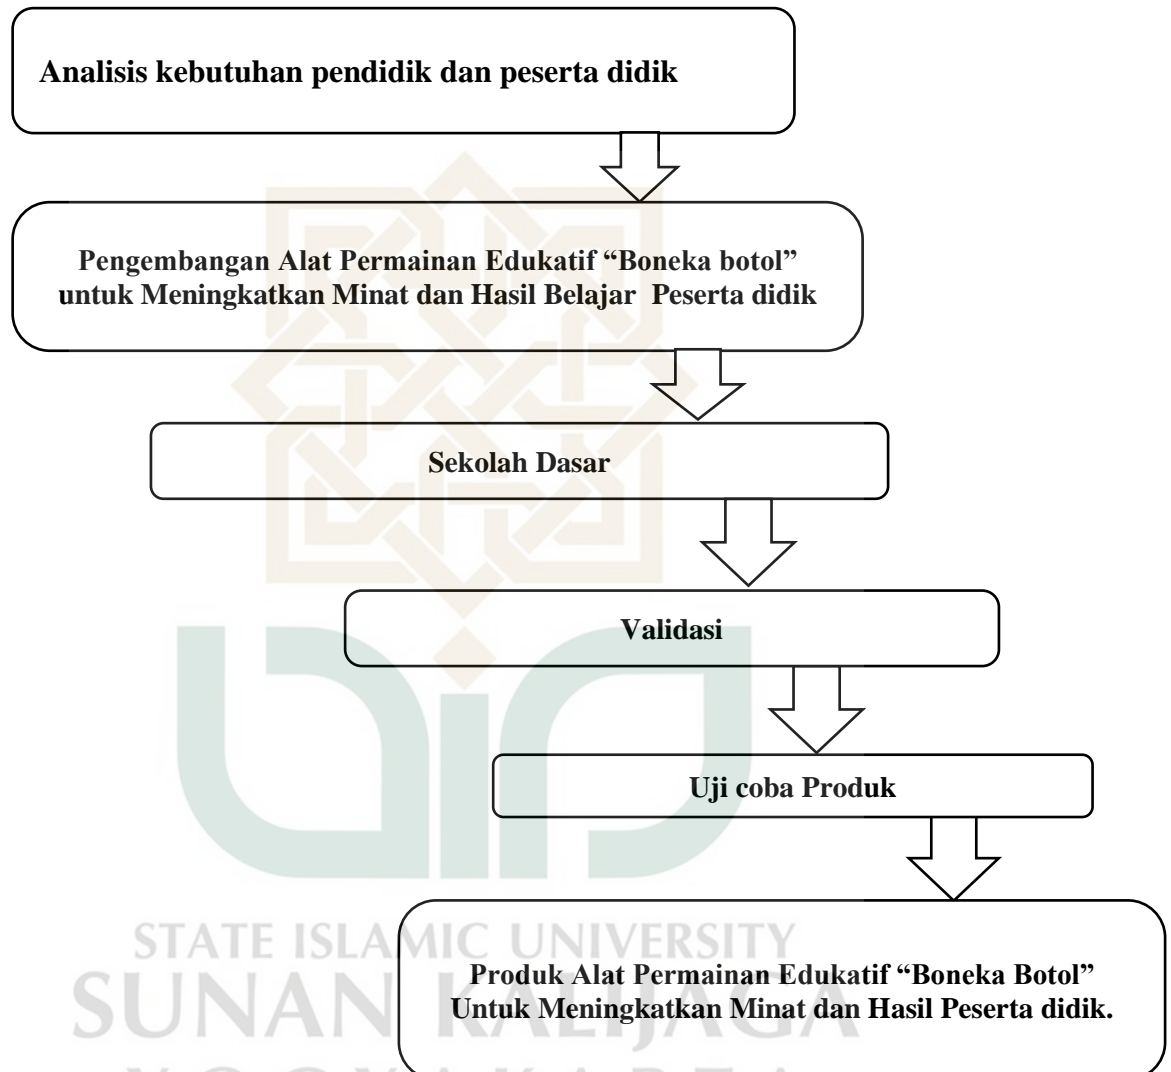 Analisis kebutuhan pendidik dan peserta didik
Pengembangan Alat Permainan Edukatif “Boneka botol”
untuk Meningkatkan Minat dan Hasil Belajar Peserta didik
Sekolah Dasar
Validasi
Uji coba Produk
STATE ISLAMIC UNIVERSITY
Produk Alat Permainan Edukatif “Boneka Botol”
SUNAN KALIJAGA
Untuk Meningkatkan Minat dan Hasil Peserta didik.
YOGYAKARTA